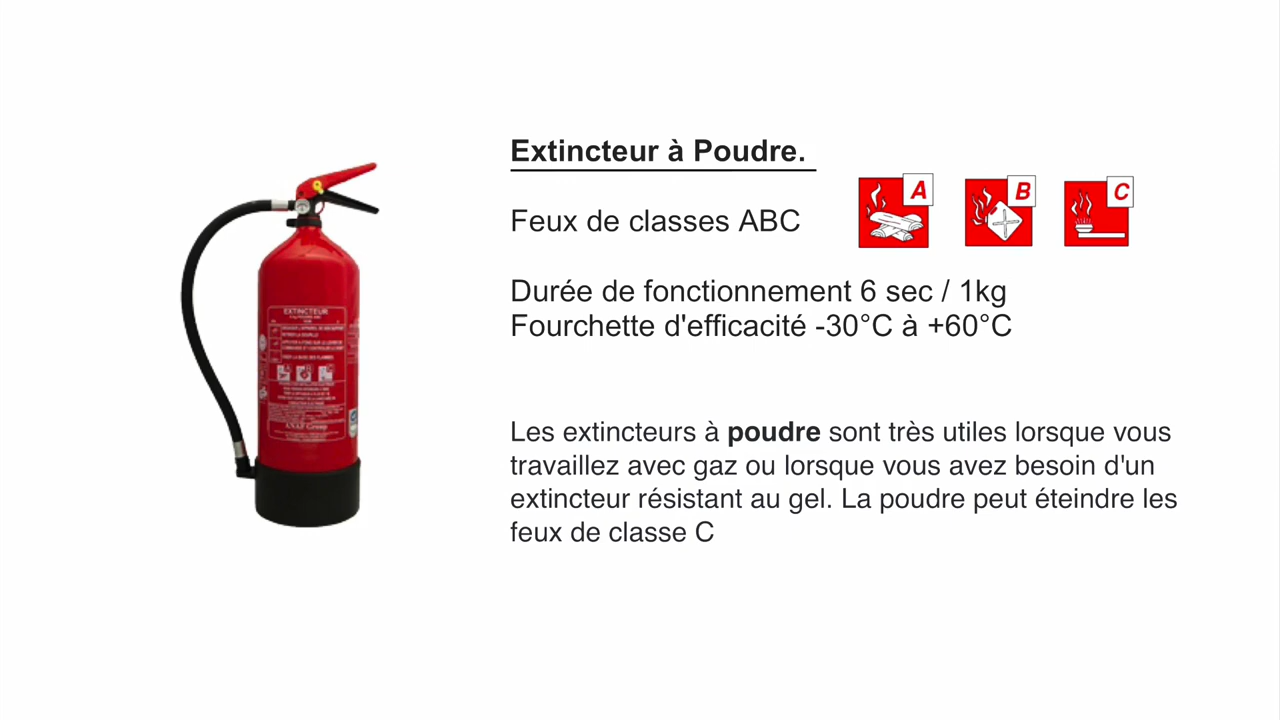 Extincteur à Poudre.
Feux de classes ABC
A
B
C
Durée de fonctionnement 6 sec / 1kg
Fourchette d'efficacité -30°C à +60°C
Les extincteurs à poudre sont très utiles lorsque vous
travaillez avec gaz ou lorsque vous avez besoin d'un
extincteur résistant au gel. La poudre peut éteindre les
feux de classe C
EXTINCTEUR
ANAF Group